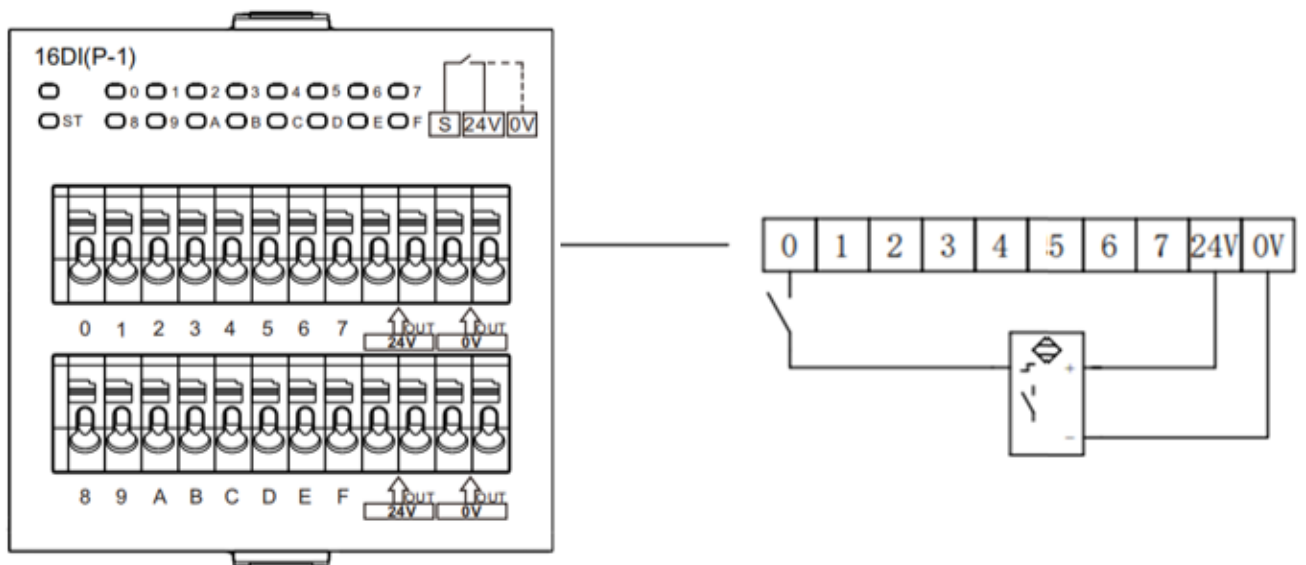 16DI(P-1)
0 1 2 3 4 5 6 7
ST 8 9 A B C D E F
S 24V 0V
0 1 2 3 4 5 6 7 OUT OUT
24V 0V
8 9 A B C D E F OUT OUT
24V 0V
0 1 2 3 4 5 6 7 24V 0V
+
-